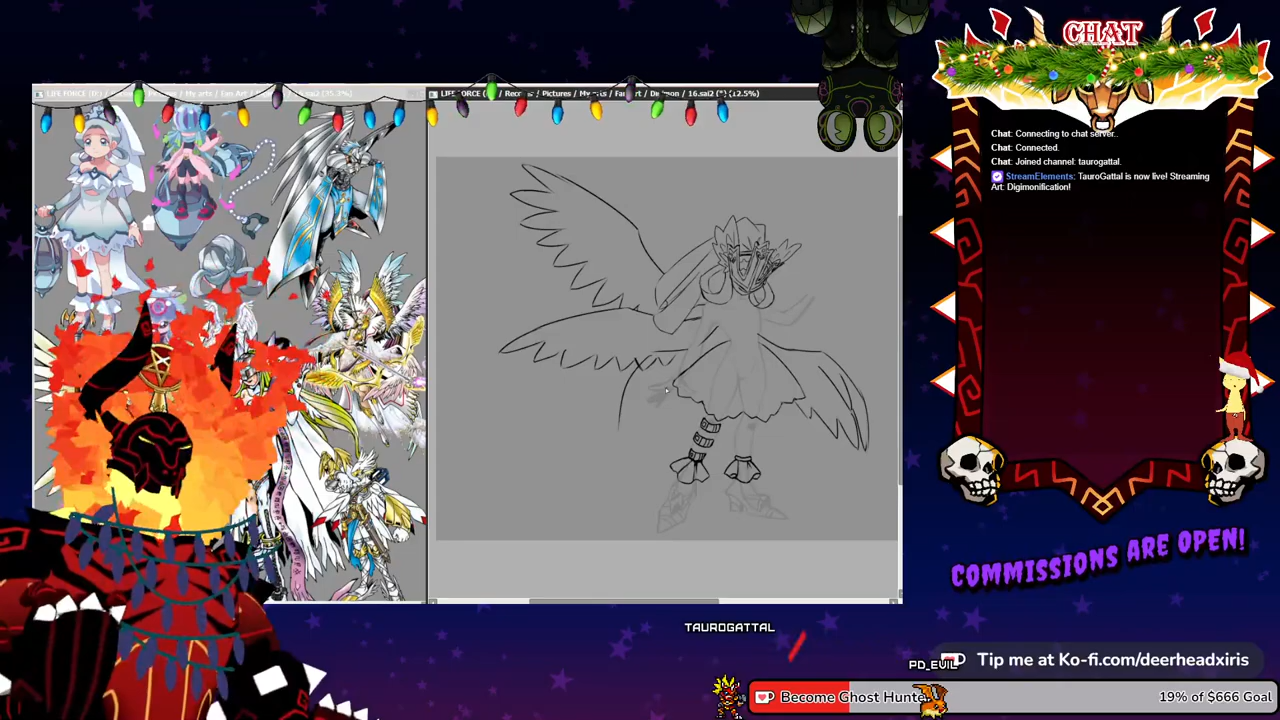 CHAT
Chat: Connecting to chat server..
Chat: Connected.
Chat: Joined channel: taurogattal.
StreamElements: TauroGattal is now live! Streaming
Art: Digimonification!
COMMISSIONS ARE OPEN!
TAUROGATTAL
PD_EVIL
Tip me at Ko-fi.com/deerheadxiris
Become Ghost Hunte
19% of $666 Goal